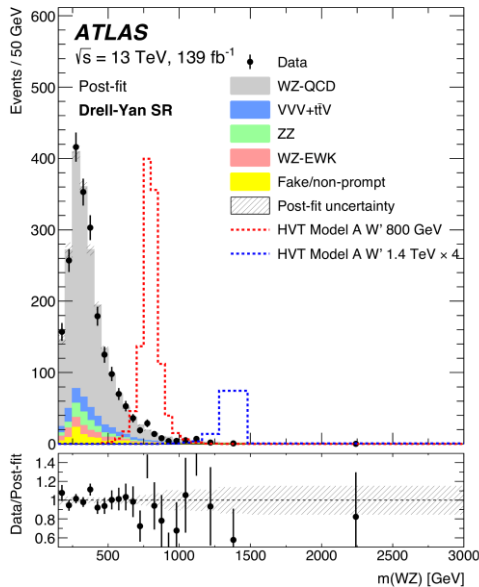 Events / 50 GeV
600
500
400
300
200
100
0
ATLAS
√s = 13 TeV, 139 fb⁻¹
Post-fit
Drell-Yan SR
Data
WZ-QCD
VVV+tt̄V
ZZ
WZ-EWK
Fake/non-prompt
Post-fit uncertainty
HVT Model A W' 800 GeV
HVT Model A W' 1.4 TeV × 4
Data/Post-fit
1.4
1.2
1
0.8
0.6
500 1000 1500 2000 2500 3000
m(WZ) [GeV]